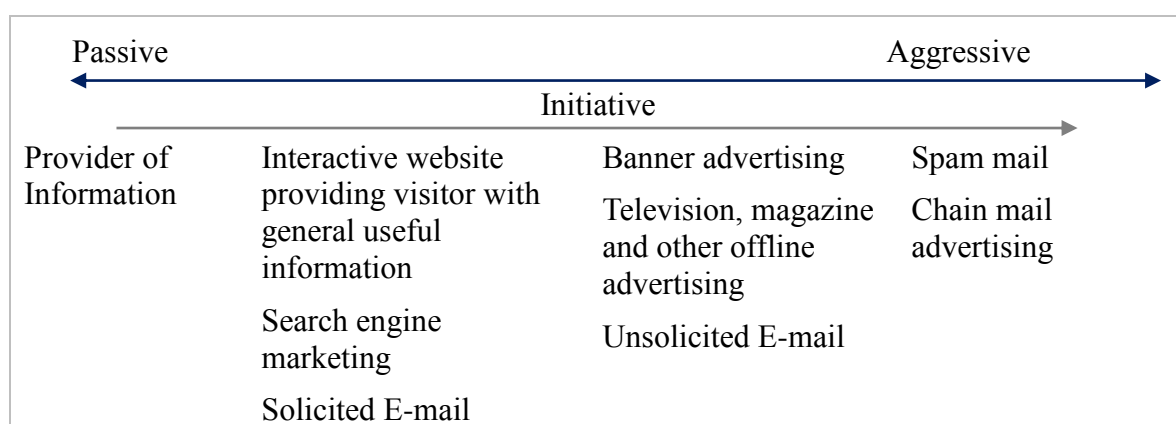 Passive
Aggressive
Initiative
Provider of
Information
Interactive website
providing visitor with
general useful
information
Search engine
marketing
Solicited E-mail
Banner advertising
Television, magazine
and other offline
advertising
Unsolicited E-mail
Spam mail
Chain mail
advertising